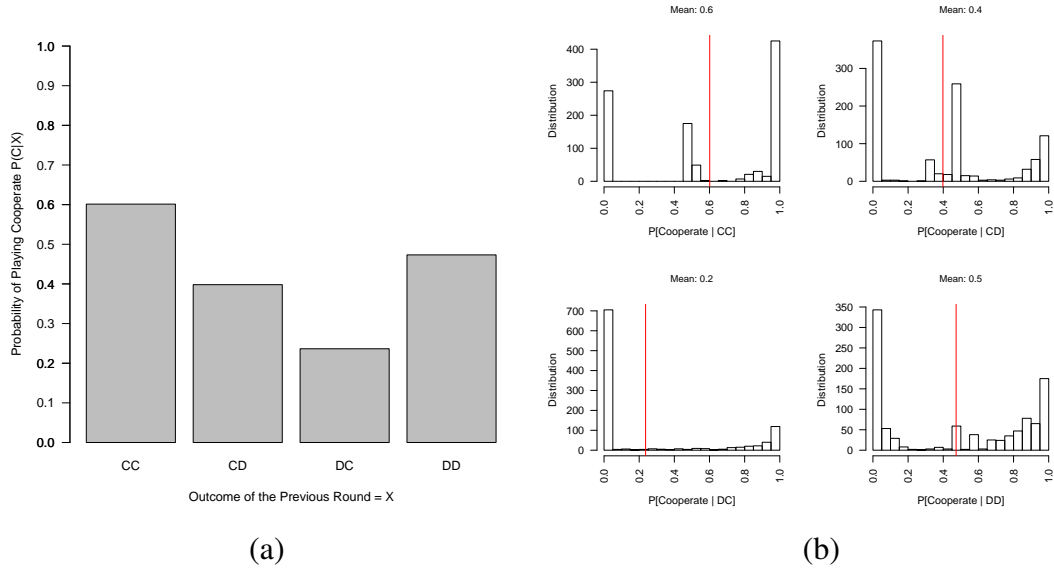 Probability of Playing Cooperate P(C|X)
1.0
0.9
0.8
0.7
0.6
0.5
0.4
0.3
0.2
0.1
0.0
CC CD DC DD
Outcome of the Previous Round = X
(a)
Mean: 0.6
Distribution
400
300
200
100
0
0.0 0.2 0.4 0.6 0.8 1.0
P[Cooperate | CC]
Mean: 0.4
Distribution
300
200
100
0
0.0 0.2 0.4 0.6 0.8 1.0
P[Cooperate | CD]
Mean: 0.2
Distribution
700
600
500
400
300
200
100
0
0.0 0.2 0.4 0.6 0.8 1.0
P[Cooperate | DC]
Mean: 0.5
Distribution
350
300
250
200
150
100
50
0
0.0 0.2 0.4 0.6 0.8 1.0
P[Cooperate | DD]
(b)